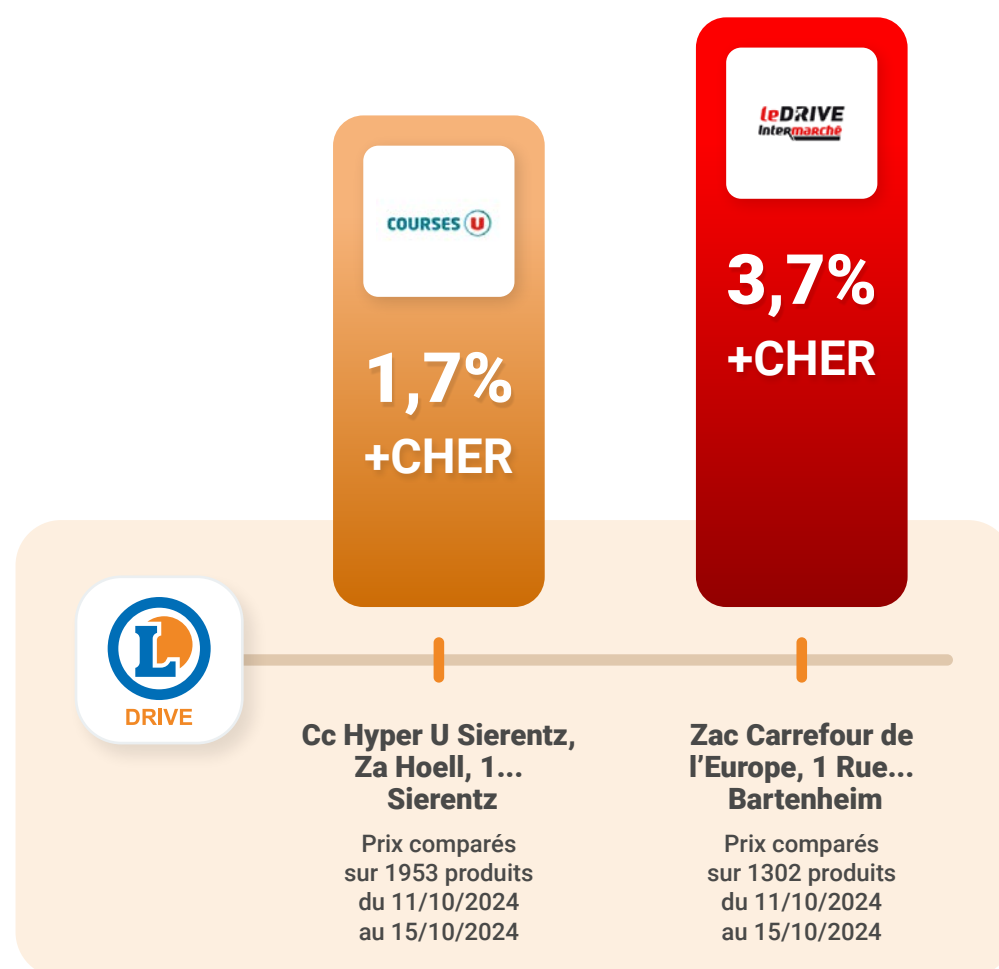 COURSES U
1,7%
+CHER
leDRIVE
Intermarché
3,7%
+CHER
L
DRIVE
Cc Hyper U Sierentz,
Za Hoell, 1...
Sierentz
Prix comparés
sur 1953 produits
du 11/10/2024
au 15/10/2024
Zac Carrefour de
l’Europe, 1 Rue...
Bartenheim
Prix comparés
sur 1302 produits
du 11/10/2024
au 15/10/2024